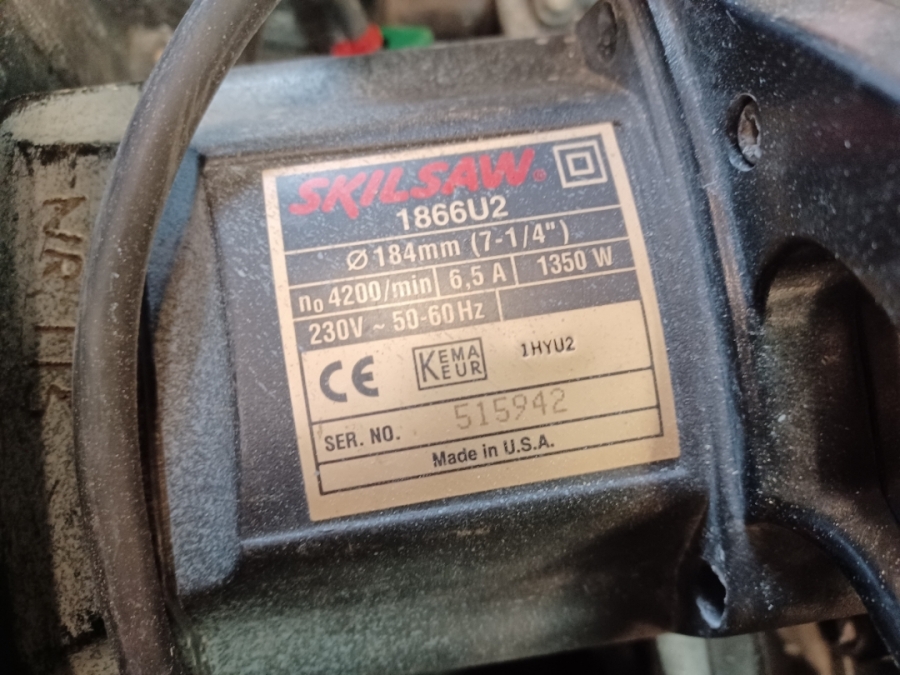 SKILSAW®
1866U2
Ø 184mm (7-1/4")
n₀ 4200/min 6,5 A 1350 W
230V ~ 50-60 Hz
CE KEMA KEUR 1HYU2
SER. NO. 515942
Made in U.S.A.